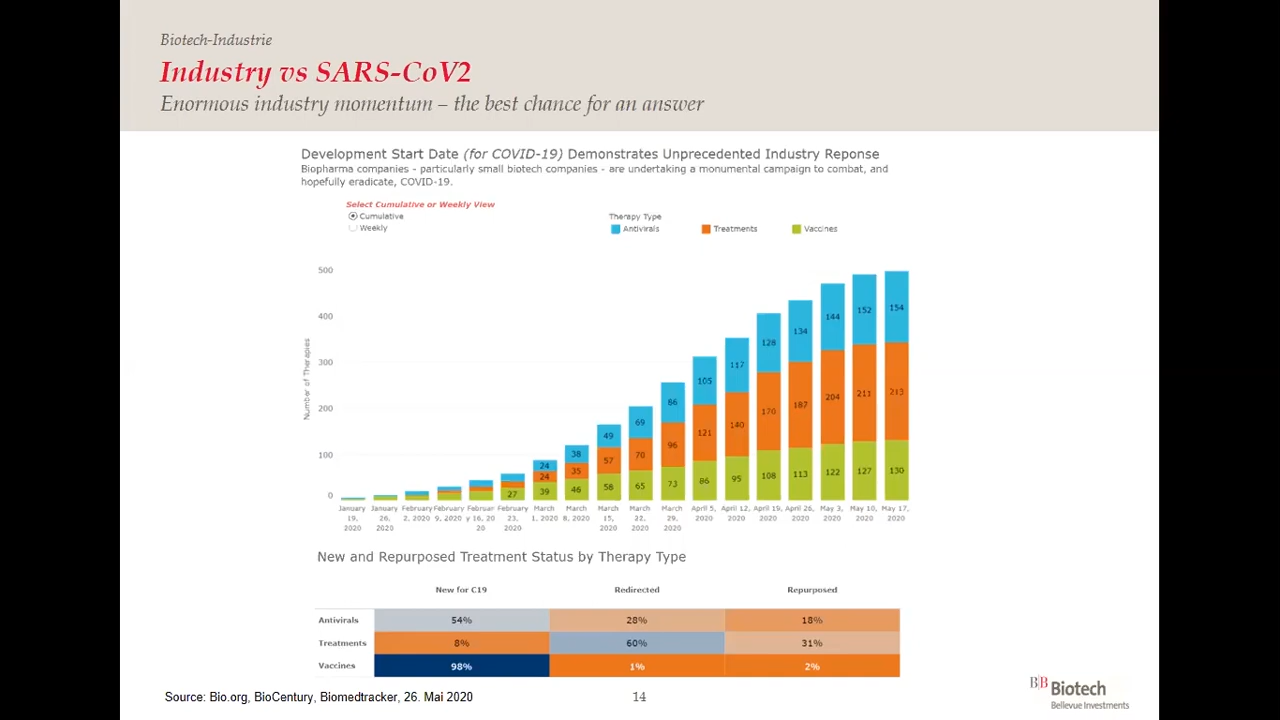 Biotech-Industrie
Industry vs SARS-CoV2
Enormous industry momentum – the best chance for an answer
Development Start Date (for COVID-19) Demonstrates Unprecedented Industry Reponse
Biopharma companies - particularly small biotech companies - are undertaking a monumental campaign to combat, and
hopefully eradicate, COVID-19.
Select Cumulative or Weekly View
Cumulative
Weekly
Therapy Type
Antivirals Treatments Vaccines
Number of Therapies
500
400
300
200
100
0
27
24 24 39
38 35 46
49 57 58
69 70 65
86 96 73
105 121 86
117 140 95
128 170 108
134 187 113
144 204 122
152 211 127
154 213 130
January 19, 2020
January 26, 2020
February 2, 2020
February 9, 2020
February 16, 2020
February 23, 2020
March 1, 2020
March 8, 2020
March 15, 2020
March 22, 2020
March 29, 2020
April 5, 2020
April 12, 2020
April 19, 2020
April 26, 2020
May 3, 2020
May 10, 2020
May 17, 2020
New and Repurposed Treatment Status by Therapy Type
New for C19 Redirected Repurposed
Antivirals 54% 28% 18%
Treatments 8% 60% 31%
Vaccines 98% 1% 2%
Source: Bio.org, BioCentury, Biomedtracker, 26. Mai 2020
14
BB Biotech
Bellevue Investments